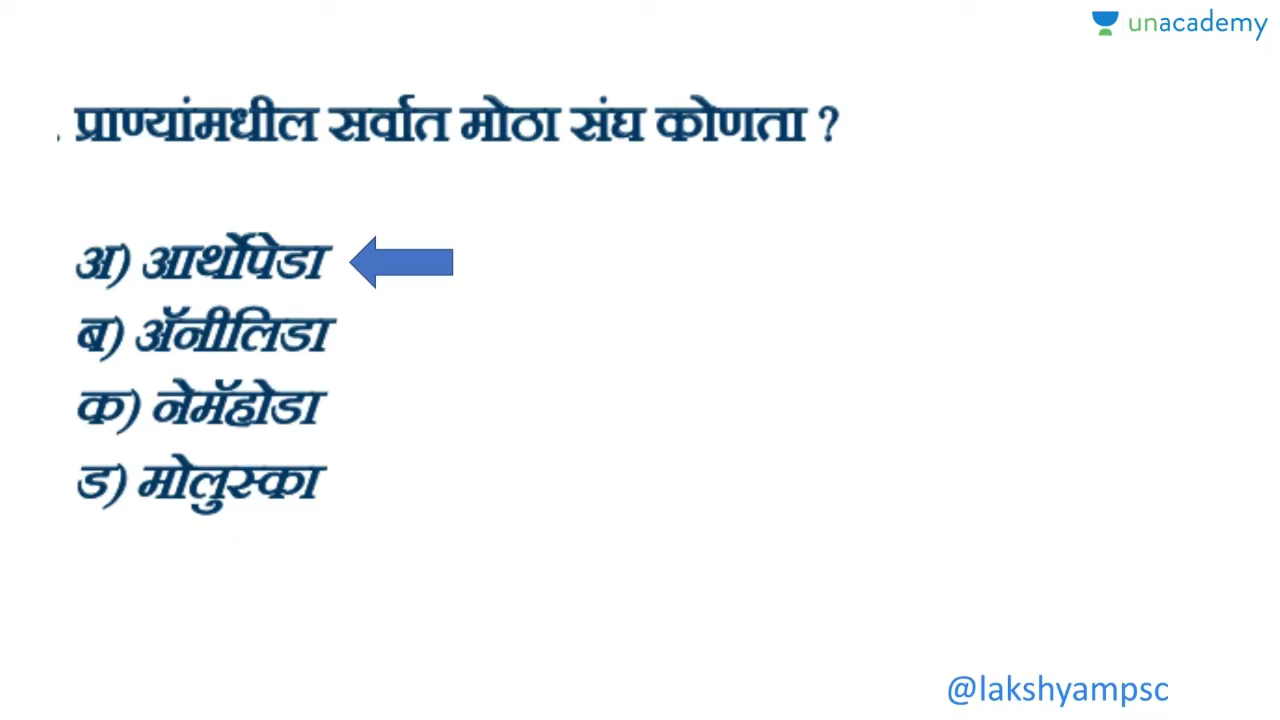 unacademy
. प्राण्यांमधील सर्वात मोठा संघ कोणता ?
अ) आर्थोपेडा
ब) ॲनीलिडा
क) नेमॅहोडा
ड) मोलुस्का
@lakshyampsc